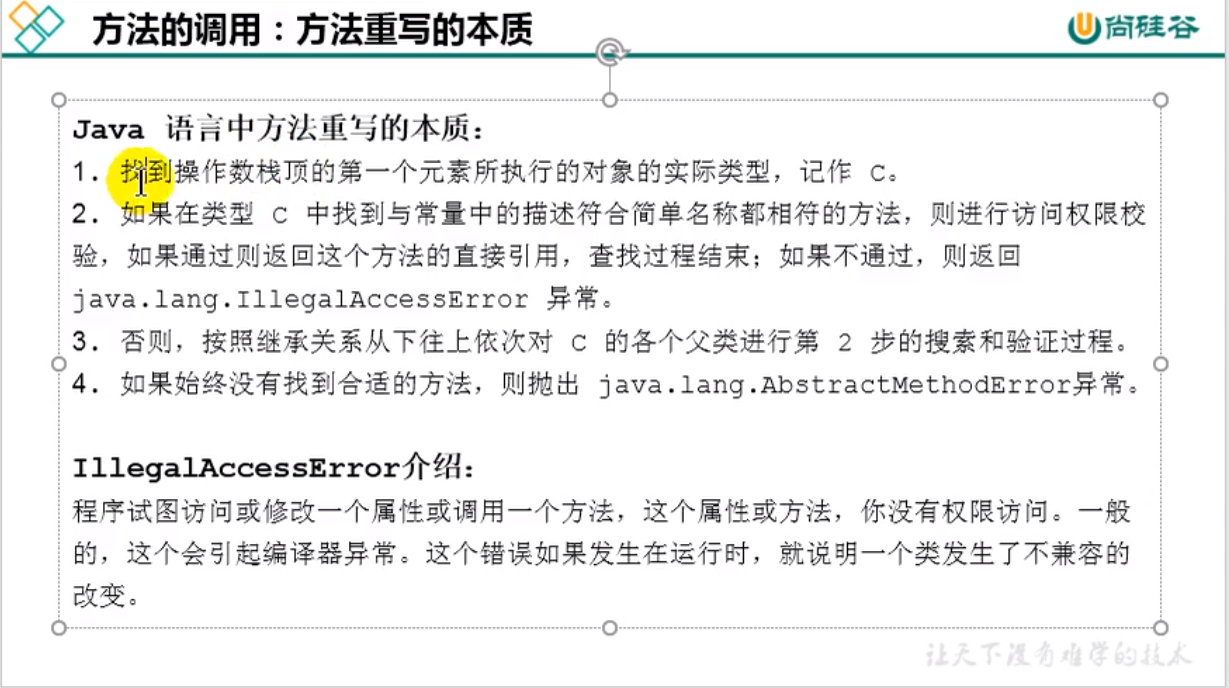 方法的调用：方法重写的本质
尚硅谷
Java 语言中方法重写的本质：
1. 找到操作数栈顶的第一个元素所执行的对象的实际类型，记作 C。
2. 如果在类型 C 中找到与常量中的描述符合简单名称都相符的方法，则进行访问权限校
验，如果通过则返回这个方法的直接引用，查找过程结束；如果不通过，则返回
java.lang.IllegalAccessError 异常。
3. 否则，按照继承关系从下往上依次对 C 的各个父类进行第 2 步的搜索和验证过程。
4. 如果始终没有找到合适的方法，则抛出 java.lang.AbstractMethodError异常。
IllegalAccessError介绍：
程序试图访问或修改一个属性或调用一个方法，这个属性或方法，你没有权限访问。一般
的，这个会引起编译器异常。这个错误如果发生在运行时，就说明一个类发生了不兼容的
改变。
让天下没有难学的技术